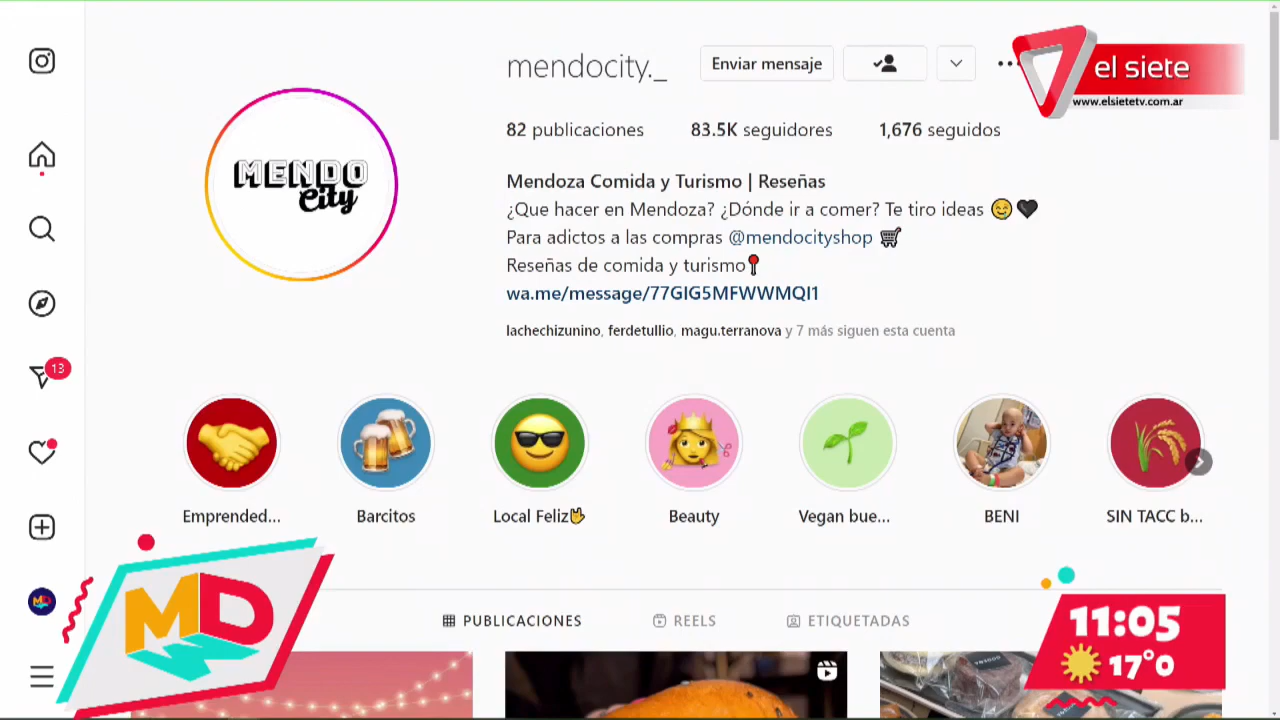 mendocity._
Enviar mensaje
el siete
www.elsietetv.com.ar
82 publicaciones
83.5K seguidores
1,676 seguidos
MENDO
City
Mendoza Comida y Turismo | Reseñas
¿Que hacer en Mendoza? ¿Dónde ir a comer? Te tiro ideas 😊🖤
Para adictos a las compras @mendocityshop 🛒
Reseñas de comida y turismo📍
wa.me/message/77GIG5MFWWMQI1
lachechizunino, ferdetullio, magu.terranova y 7 más siguen esta cuenta
13
Emprended...
Barcitos
Local Feliz🤟
Beauty
Vegan bue...
BENI
SIN TACC b...
PUBLICACIONES
REELS
ETIQUETADAS
MD
11:05
17°0